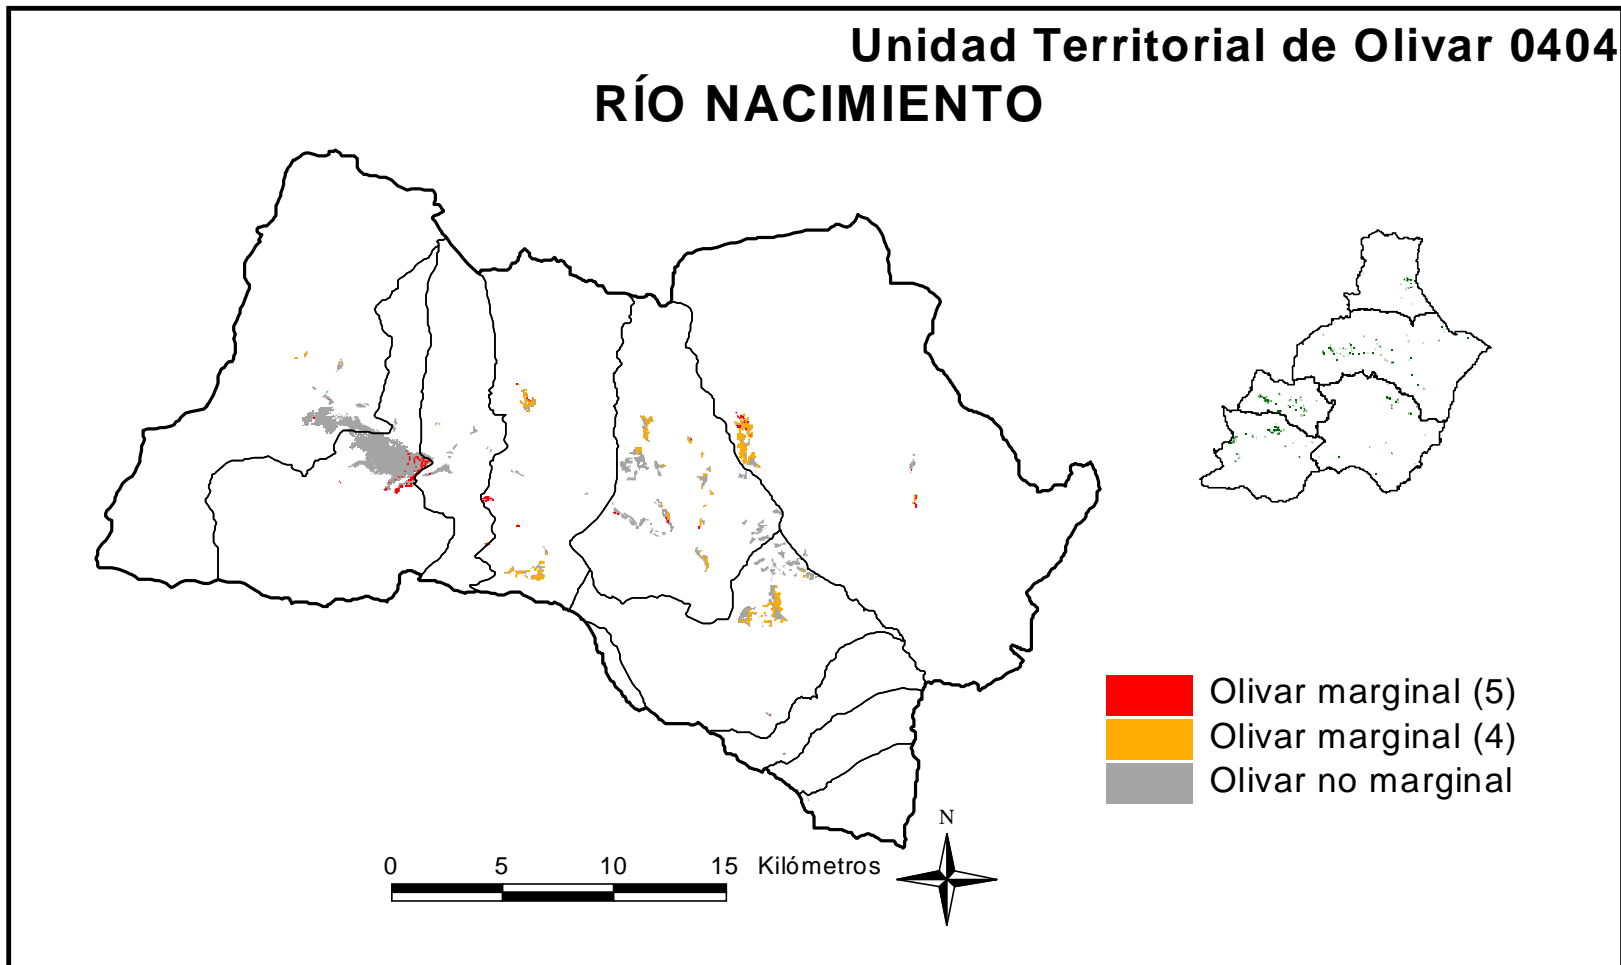 Unidad Territorial de Olivar 0404
RÍO NACIMIENTO
Olivar marginal (5)
Olivar marginal (4)
Olivar no marginal
N
0 5 10 15 Kilómetros